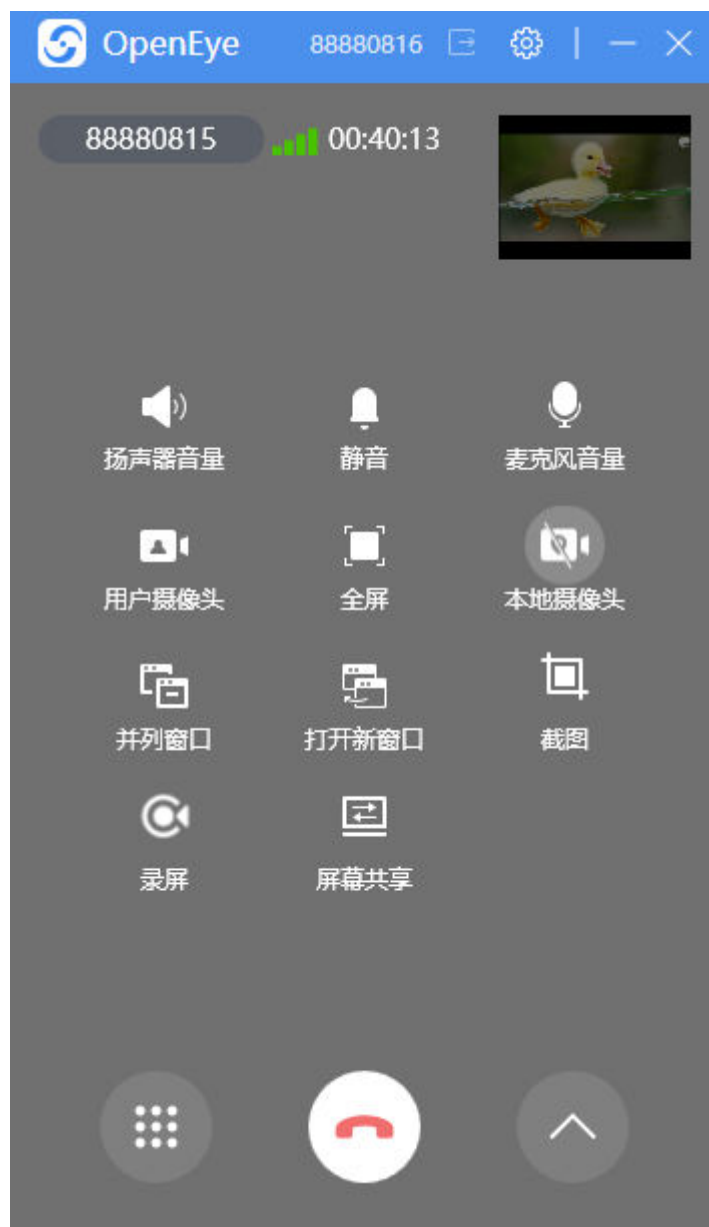 OpenEye 88880816
88880815 00:40:13
扬声器音量 静音 麦克风音量
用户摄像头 全屏 本地摄像头
并列窗口 打开新窗口 截图
录屏 屏幕共享